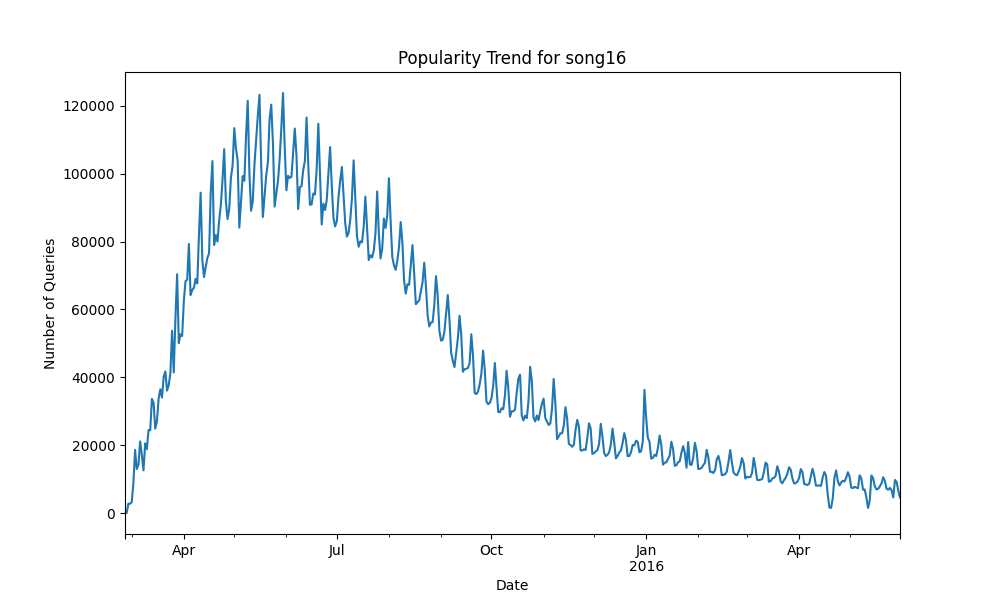 Popularity Trend for song16
120000
100000
80000
60000
40000
20000
0
Number of Queries
Apr
Jul
Oct
Jan
2016
Apr
Date